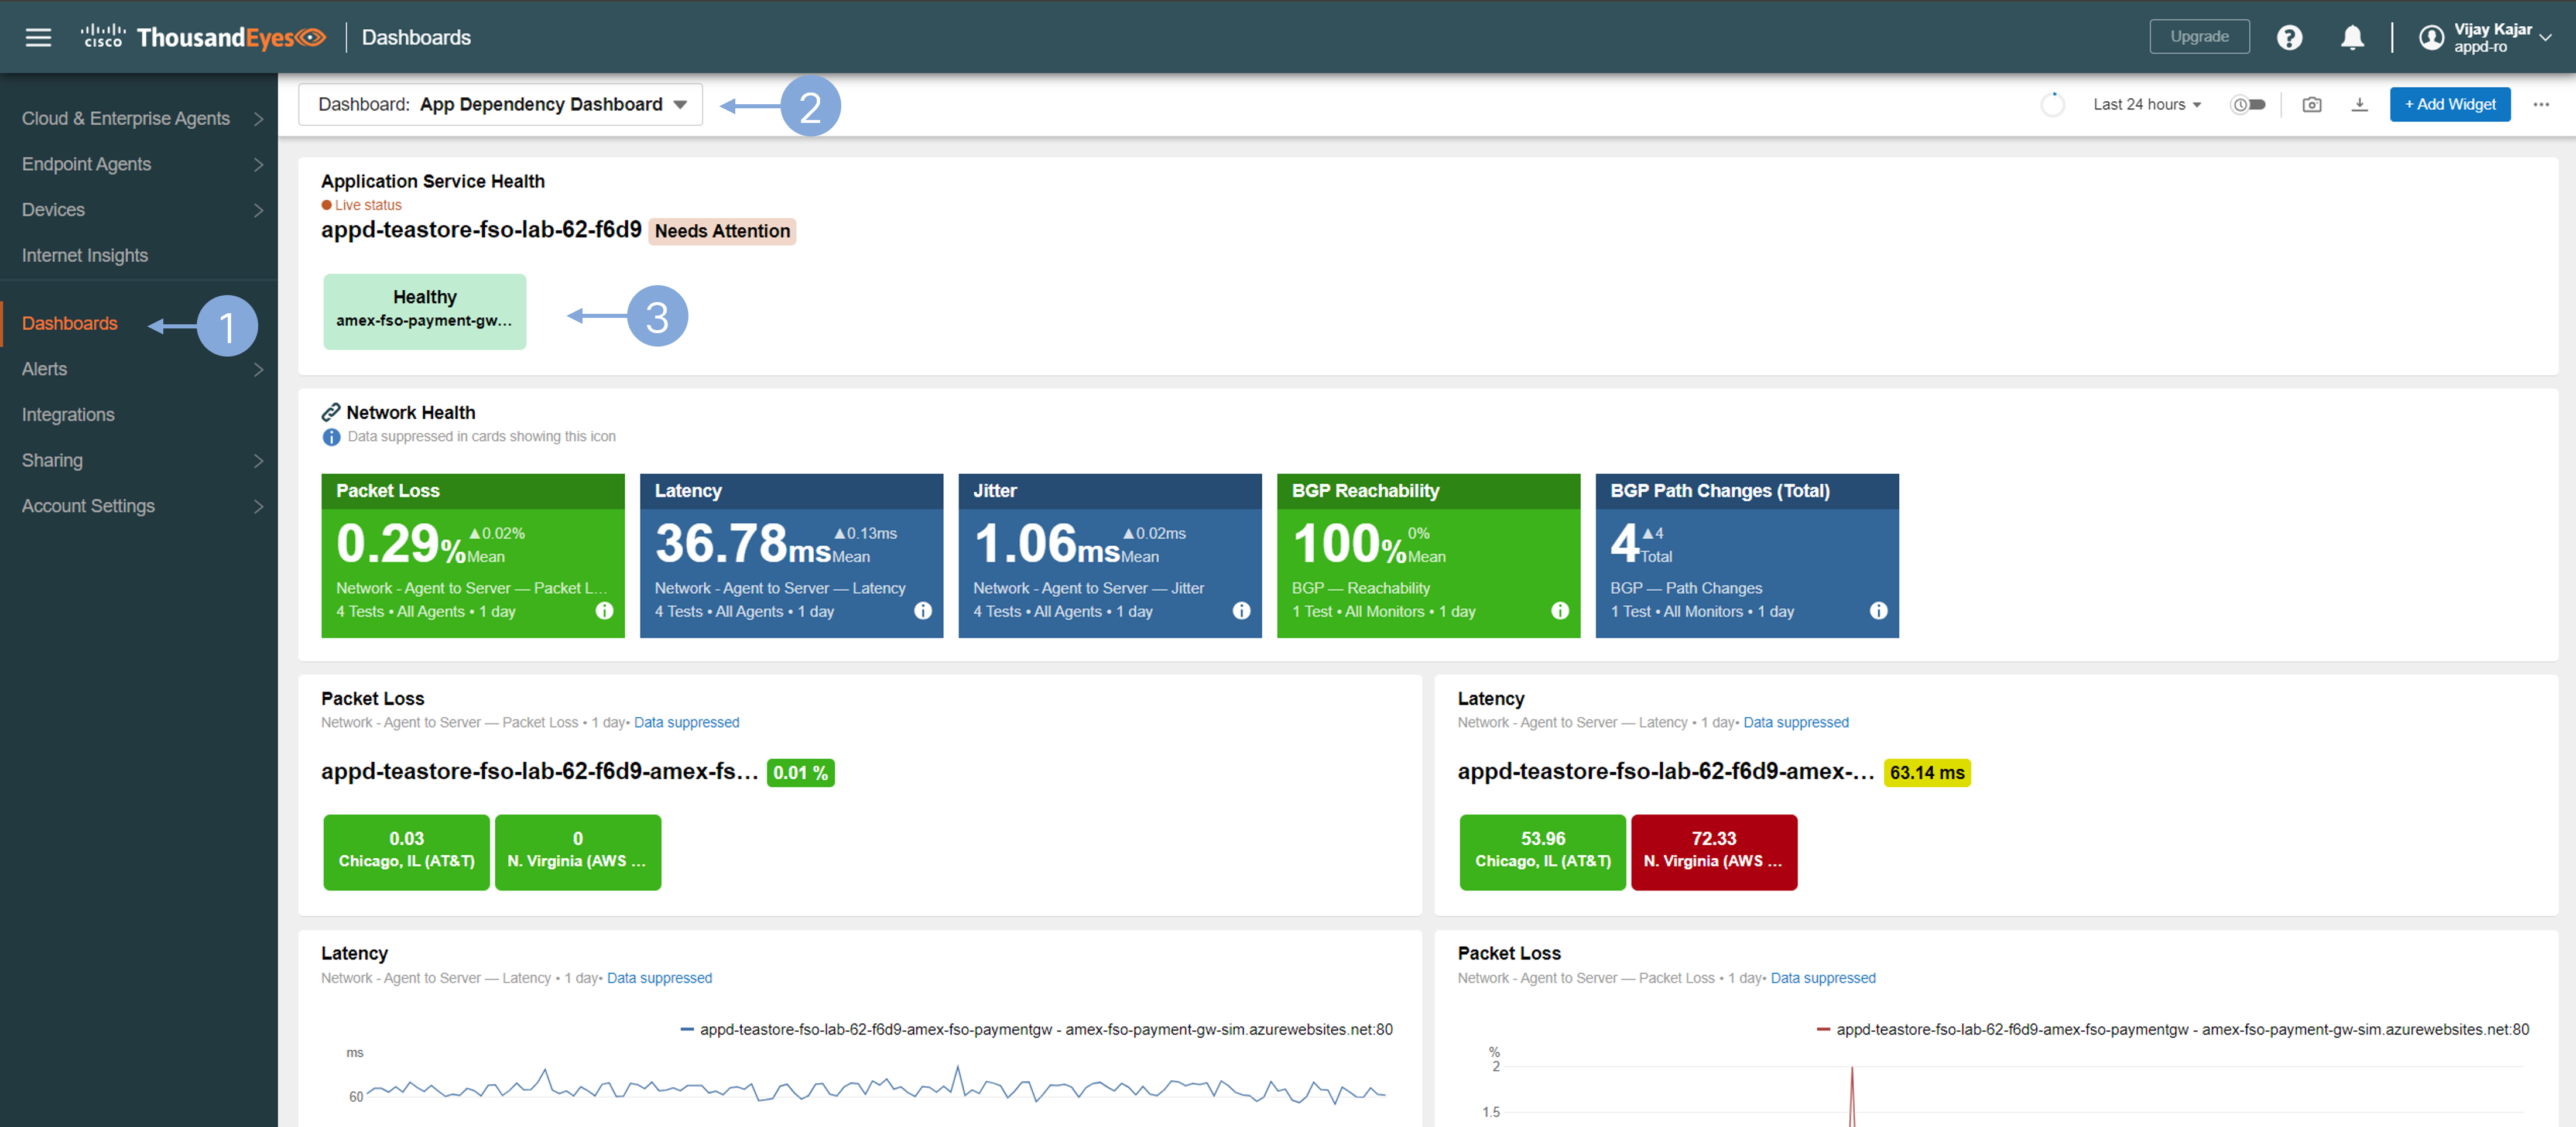 CISCO ThousandEyes Dashboards
Upgrade
?
Vijay Kajar
appd-ro
Cloud & Enterprise Agents
Endpoint Agents
Devices
Internet Insights
Dashboards
1
Alerts
Integrations
Sharing
Account Settings
Dashboard: App Dependency Dashboard
2
Last 24 hours
+ Add Widget
Application Service Health
Live status
appd-teastore-fso-lab-62-f6d9 Needs Attention
Healthy
amex-fso-payment-gw...
3
Network Health
Data suppressed in cards showing this icon
Packet Loss
0.29%
▲0.02%
Mean
Network - Agent to Server — Packet L...
4 Tests • All Agents • 1 day
Latency
36.78ms
▲0.13ms
Mean
Network - Agent to Server — Latency
4 Tests • All Agents • 1 day
Jitter
1.06ms
▲0.02ms
Mean
Network - Agent to Server — Jitter
4 Tests • All Agents • 1 day
BGP Reachability
100%
0%
Mean
BGP — Reachability
1 Test • All Monitors • 1 day
BGP Path Changes (Total)
4
▲4
Total
BGP — Path Changes
1 Test • All Monitors • 1 day
Packet Loss
Network - Agent to Server — Packet Loss • 1 day• Data suppressed
appd-teastore-fso-lab-62-f6d9-amex-fs... 0.01 %
0.03
Chicago, IL (AT&T)
0
N. Virginia (AWS ...
Latency
Network - Agent to Server — Latency • 1 day• Data suppressed
appd-teastore-fso-lab-62-f6d9-amex-... 63.14 ms
53.96
Chicago, IL (AT&T)
72.33
N. Virginia (AWS ...
Latency
Network - Agent to Server — Latency • 1 day• Data suppressed
appd-teastore-fso-lab-62-f6d9-amex-fso-paymentgw - amex-fso-payment-gw-sim.azurewebsites.net:80
ms
60
Packet Loss
Network - Agent to Server — Packet Loss • 1 day• Data suppressed
appd-teastore-fso-lab-62-f6d9-amex-fso-paymentgw - amex-fso-payment-gw-sim.azurewebsites.net:80
%
2
1.5